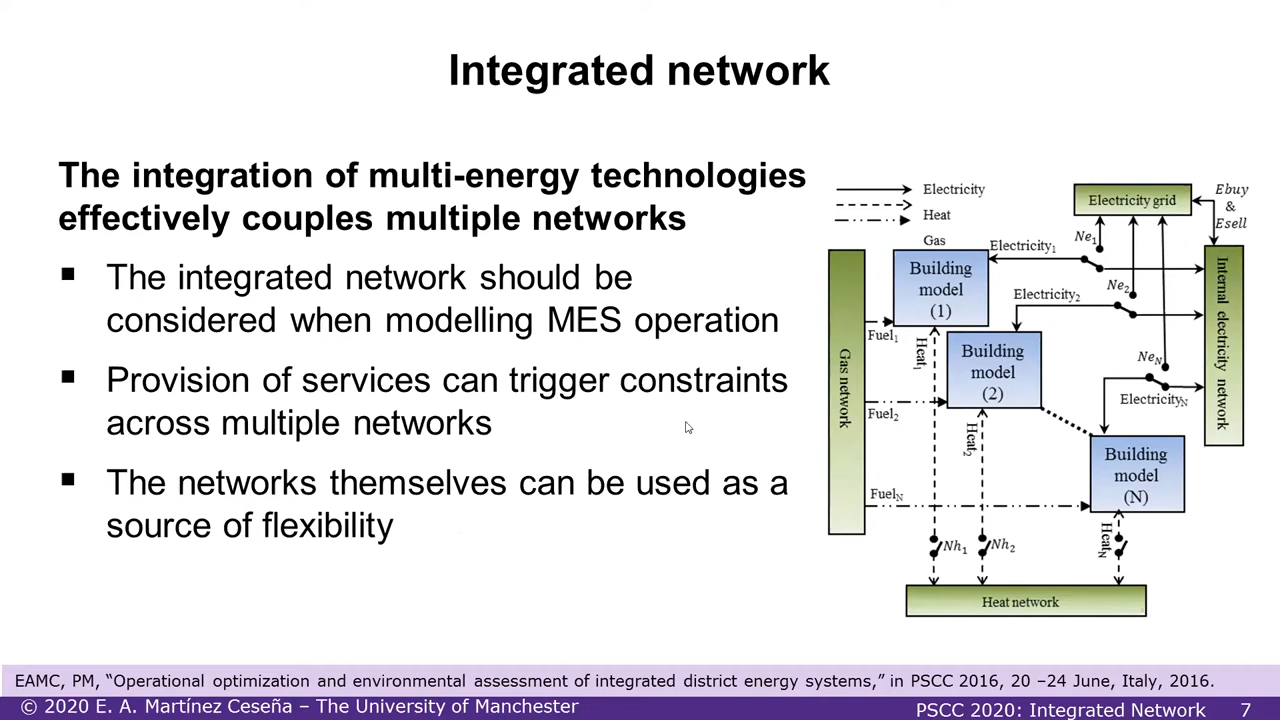 Integrated network
The integration of multi-energy technologies
effectively couples multiple networks
▪ The integrated network should be
considered when modelling MES operation
▪ Provision of services can trigger constraints
across multiple networks
▪ The networks themselves can be used as a
source of flexibility
Electricity
Heat
Gas
Electricity grid
Ebuy
&
Esell
Electricity₁
Ne₁
Building
model
(1)
Electricity₂
Ne₂
Fuel₁
Heat₁
Building
model
(2)
Gas network
Internal electricity network
Ne_N
Electricity_N
Fuel₂
Heat₂
Building
model
(N)
Fuel_N
Nh₁
Nh₂
Heat_N
Heat network
EAMC, PM, “Operational optimization and environmental assessment of integrated district energy systems,” in PSCC 2016, 20 –24 June, Italy, 2016.
© 2020 E. A. Martínez Ceseña – The University of Manchester
PSCC 2020: Integrated Network 7